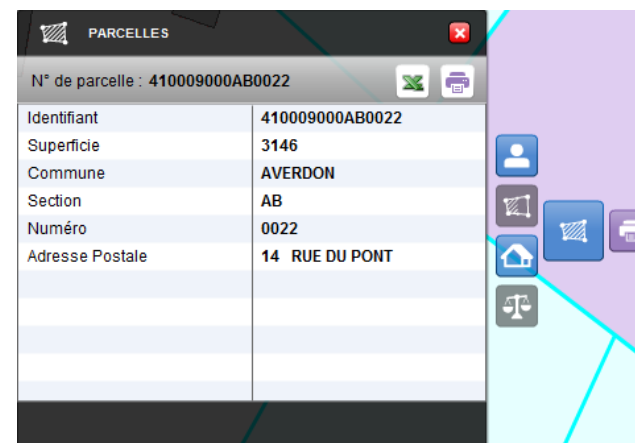 PARCELLES
N° de parcelle : 410009000AB0022
Identifiant 410009000AB0022
Superficie 3146
Commune AVERDON
Section AB
Numéro 0022
Adresse Postale 14 RUE DU PONT